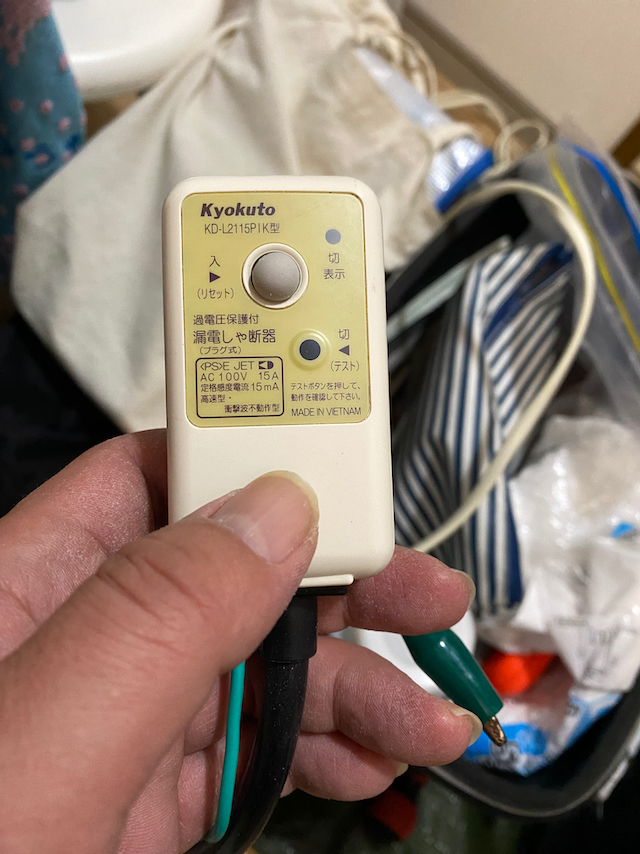 Kyokuto
KD-L2115PIK型
入
▶
(リセット)
切
表示
過電圧保護付
漏電しゃ断器
(プラグ式)
切
◀
(テスト)
<PS>E JET
AC 100V 15A
定格感度電流 15mA
高速型・
衝撃波不動作型
テストボタンを押して、
動作を確認して下さい。
MADE IN VIETNAM